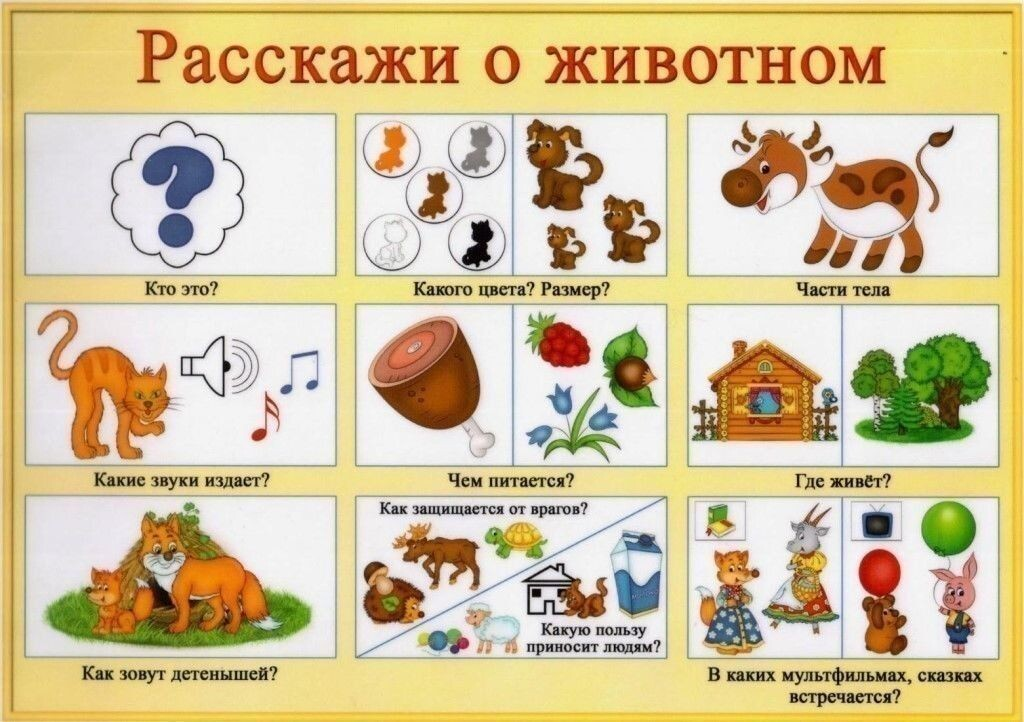 Расскажи о животном
Кто это?
Какого цвета? Размер?
Части тела
Какие звуки издает?
Чем питается?
Где живёт?
Как зовут детенышей?
Как защищается от врагов?
Какую пользу
приносит людям?
В каких мультфильмах, сказках
встречается?